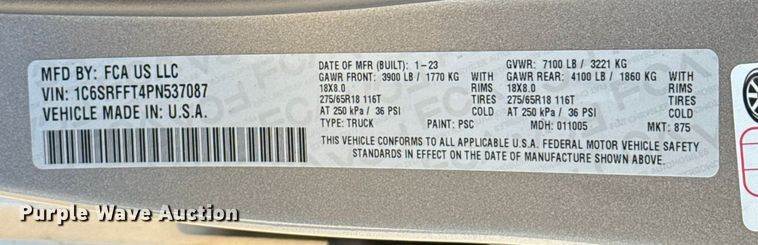 MFD BY: FCA US LLC
VIN: 1C6SRFFT4PN537087
VEHICLE MADE IN: U.S.A.
DATE OF MFR (BUILT): 1-23 GVWR: 7100 LB / 3221 KG
GAWR FRONT: 3900 LB / 1770 KG WITH GAWR REAR: 4100 LB / 1860 KG WITH
18X8.0 RIMS 18X8.0 RIMS
275/65R18 116T TIRES 275/65R18 116T TIRES
AT 250 kPa / 36 PSI COLD AT 250 kPa / 36 PSI COLD
TYPE: TRUCK PAINT: PSC MDH: 011005 MKT: 875
THIS VEHICLE CONFORMS TO ALL APPLICABLE U.S.A. FEDERAL MOTOR VEHICLE SAFETY
STANDARDS IN EFFECT ON THE DATE OF MANUFACTURE SHOWN ABOVE.
Purple Wave Auction